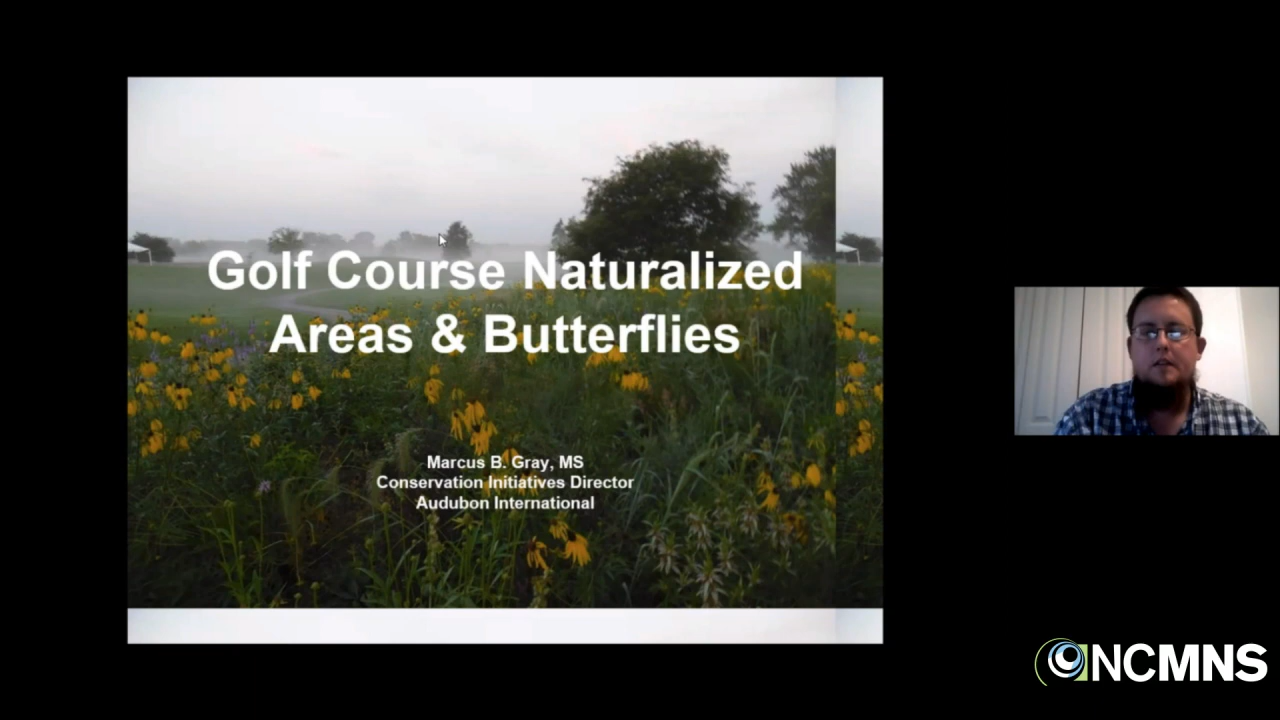 Golf Course Naturalized
Areas & Butterflies
Marcus B. Gray, MS
Conservation Initiatives Director
Audubon International
NCMNS